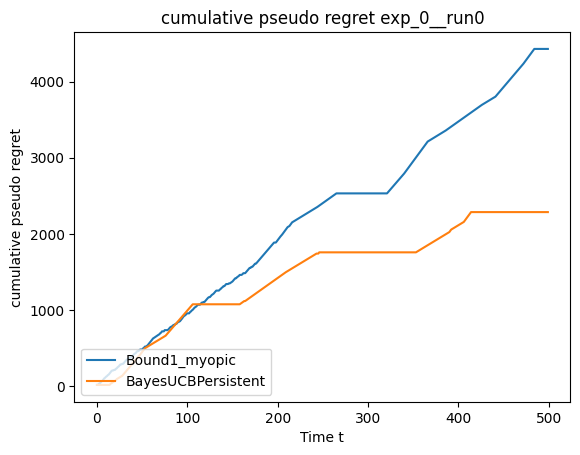 cumulative pseudo regret exp_0__run0
cumulative pseudo regret
4000
3000
2000
1000
0
Bound1_myopic
BayesUCBPersistent
0 100 200 300 400 500
Time t